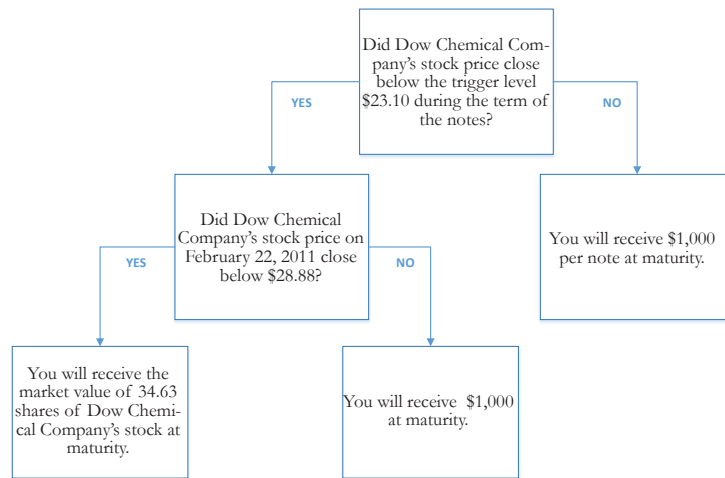 Did Dow Chemical Com-
pany's stock price close
below the trigger level
$23.10 during the term of
the notes?
YES
NO
Did Dow Chemical
Company's stock price on
February 22, 2011 close
below $28.88?
You will receive $1,000
per note at maturity.
YES
NO
You will receive the
market value of 34.63
shares of Dow Chemi-
cal Company's stock at
maturity.
You will receive $1,000
at maturity.